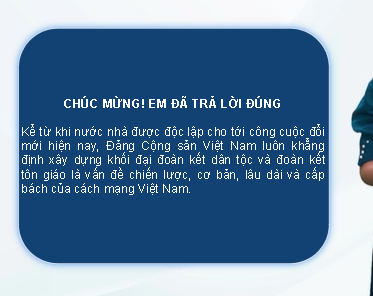 CHÚC MỪNG! EM ĐÃ TRẢ LỜI ĐÚNG
Kể từ khi nước nhà được độc lập cho tới công cuộc đổi
mới hiện nay, Đảng Cộng sản Việt Nam luôn khẳng
định xây dựng khối đại đoàn kết dân tộc và đoàn kết
tôn giáo là vấn đề chiến lược, cơ bản, lâu dài và cấp
bách của cách mạng Việt Nam.